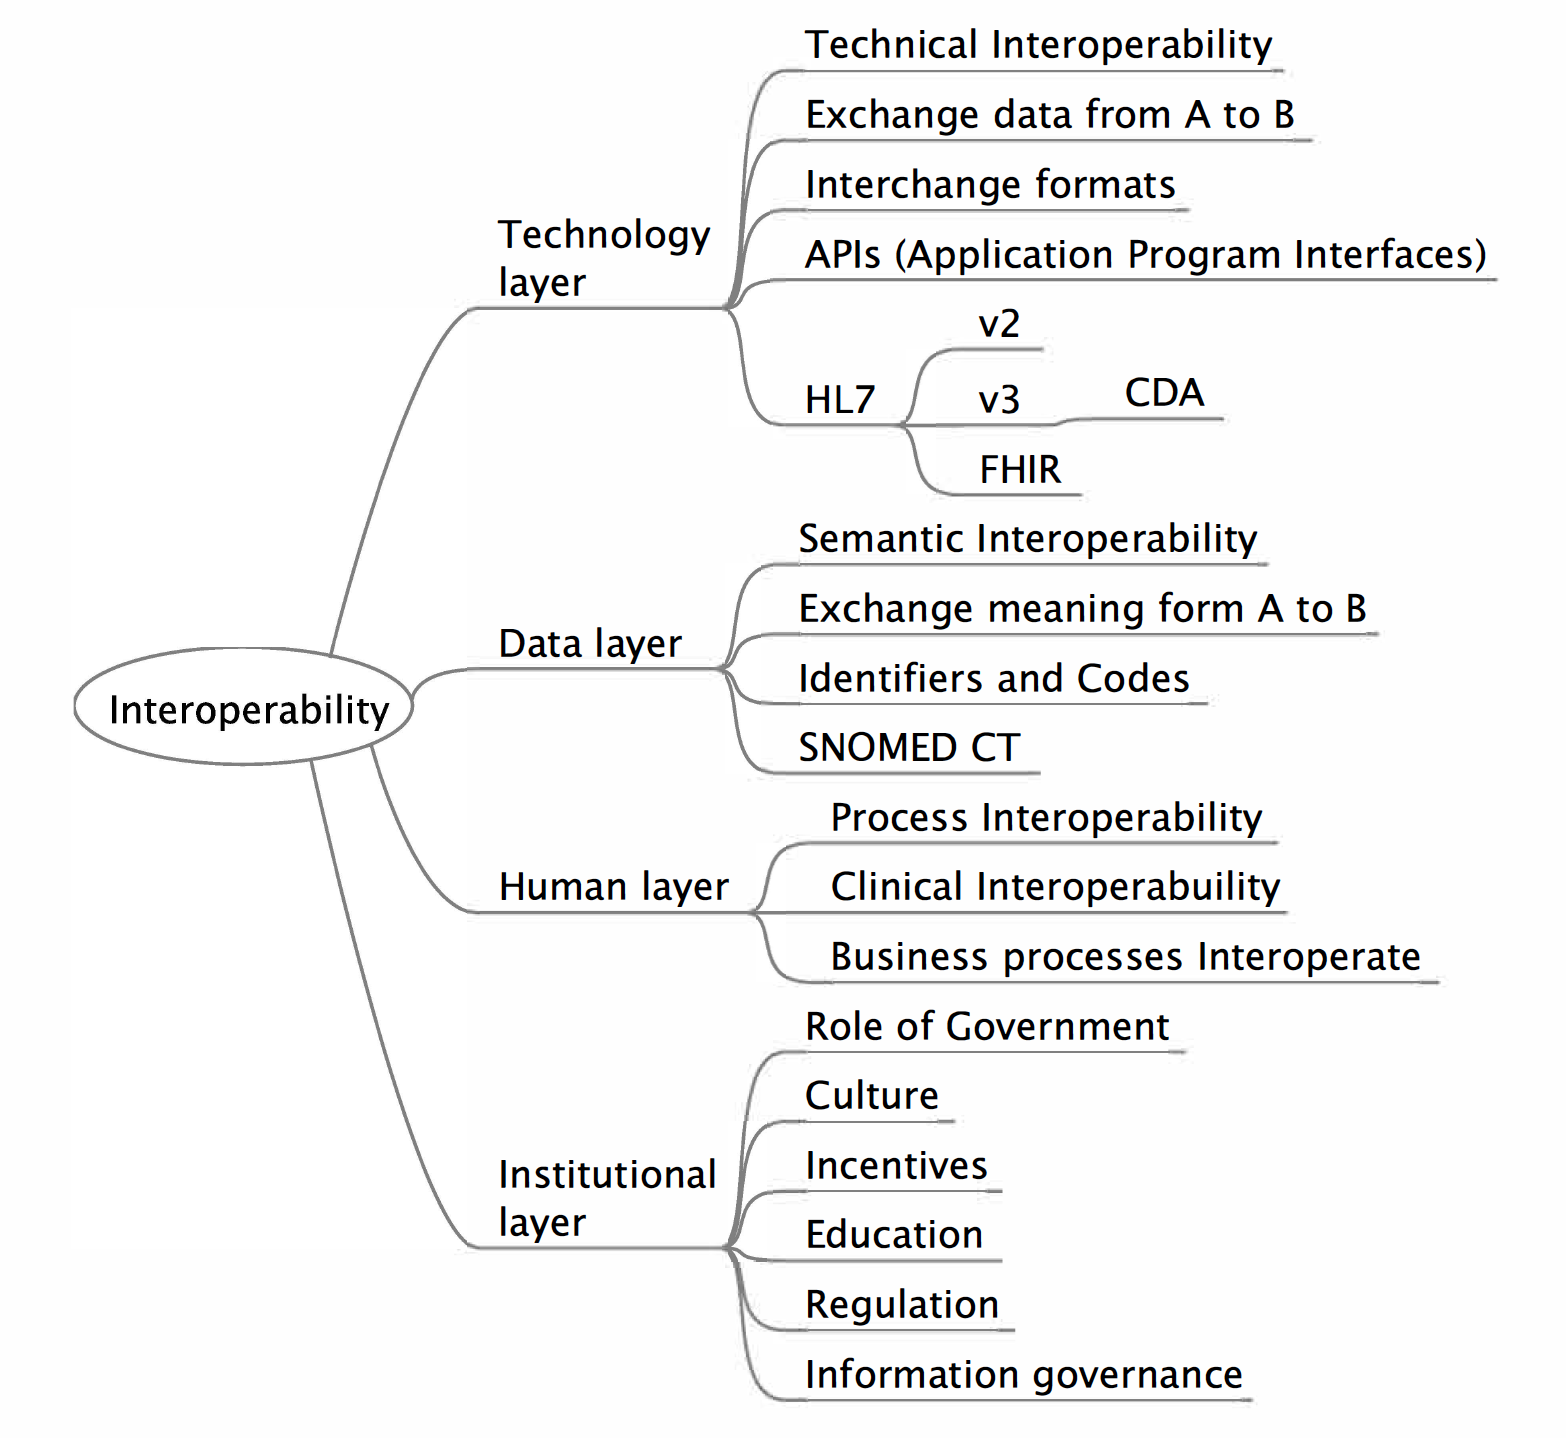 Interoperability
Technology
layer
Technical Interoperability
Exchange data from A to B
Interchange formats
APIs (Application Program Interfaces)
HL7
v2
v3
CDA
FHIR
Data layer
Semantic Interoperability
Exchange meaning form A to B
Identifiers and Codes
SNOMED CT
Human layer
Process Interoperability
Clinical Interoperabuility
Business processes Interoperate
Institutional
layer
Role of Government
Culture
Incentives
Education
Regulation
Information governance